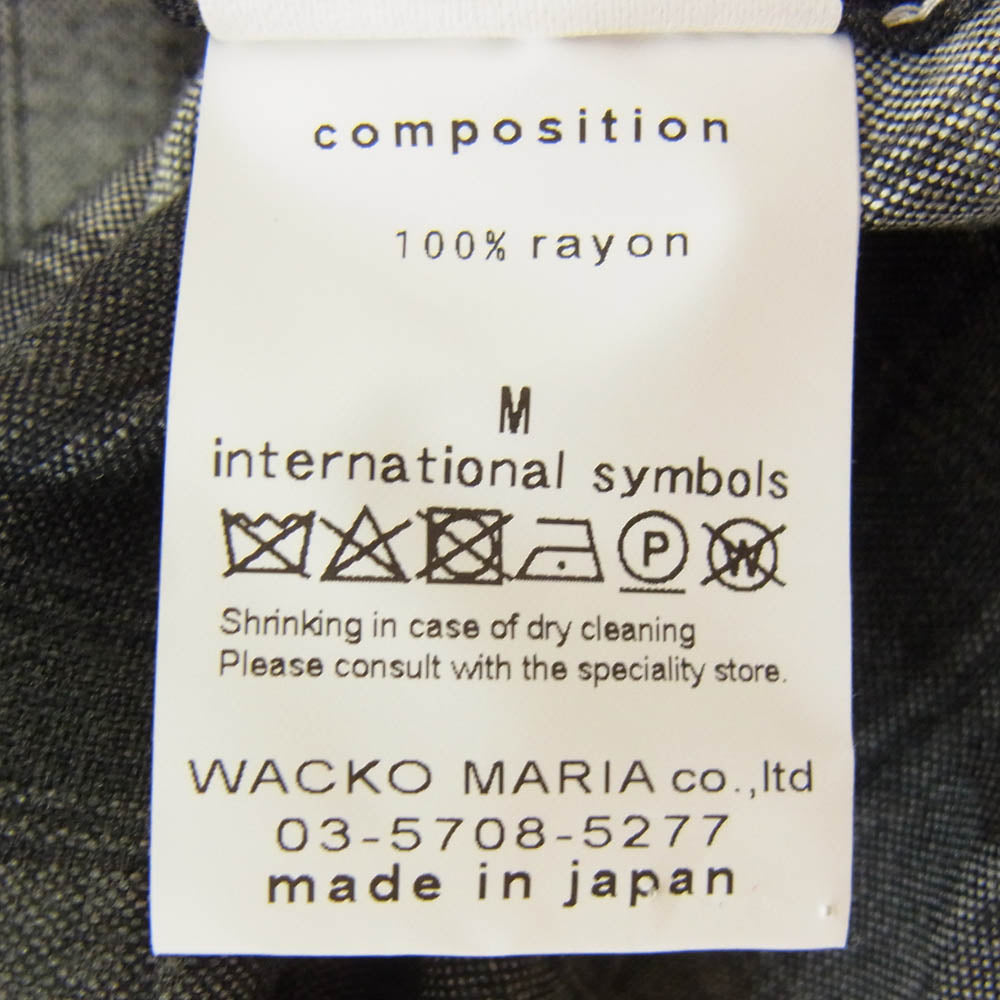 composition
100% rayon
M
international symbols
P W
Shrinking in case of dry cleaning
Please consult with the speciality store.
WACKO MARIA co.,ltd
03-5708-5277
made in japan